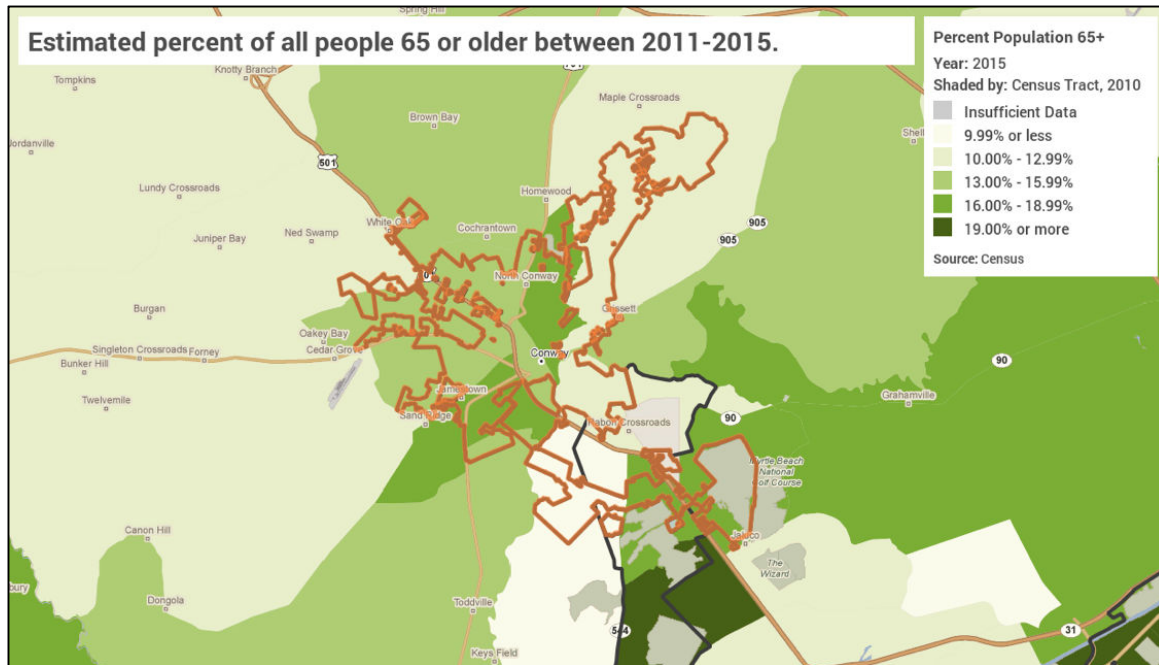 Estimated percent of all people 65 or older between 2011-2015.
Percent Population 65+
Year: 2015
Shaded by: Census Tract, 2010
Insufficient Data
9.99% or less
10.00% - 12.99%
13.00% - 15.99%
16.00% - 18.99%
19.00% or more
Source: Census
Spring Hill
Knotty Branch
701
Tompkins
Maple Crossroads
Brown Bay
Jordanville
501
Shell
Lundy Crossroads
Homewood
White Oak
905
905
Juniper Bay
Ned Swamp
Cochrantown
North Conway
Burgan
Oakey Bay
Singleton Crossroads
Forney
Cedar Grove
Conway
90
Bunker Hill
Twelvemile
Jamestown
Grahamville
Sand Ridge
90
Rabon Crossroads
Myrtle Beach
National
Golf Course
Canon Hill
Jaluco
The
Wizard
bury
Dongola
Toddville
544
31
Keys Field